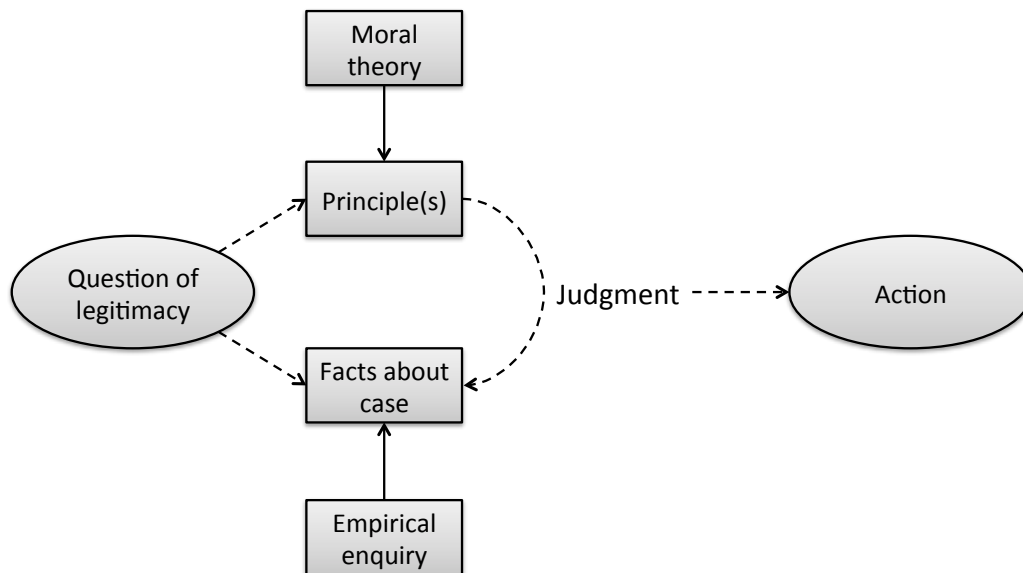 Moral
theory
Principle(s)
Question of
legitimacy
Judgment
Action
Facts about
case
Empirical
enquiry